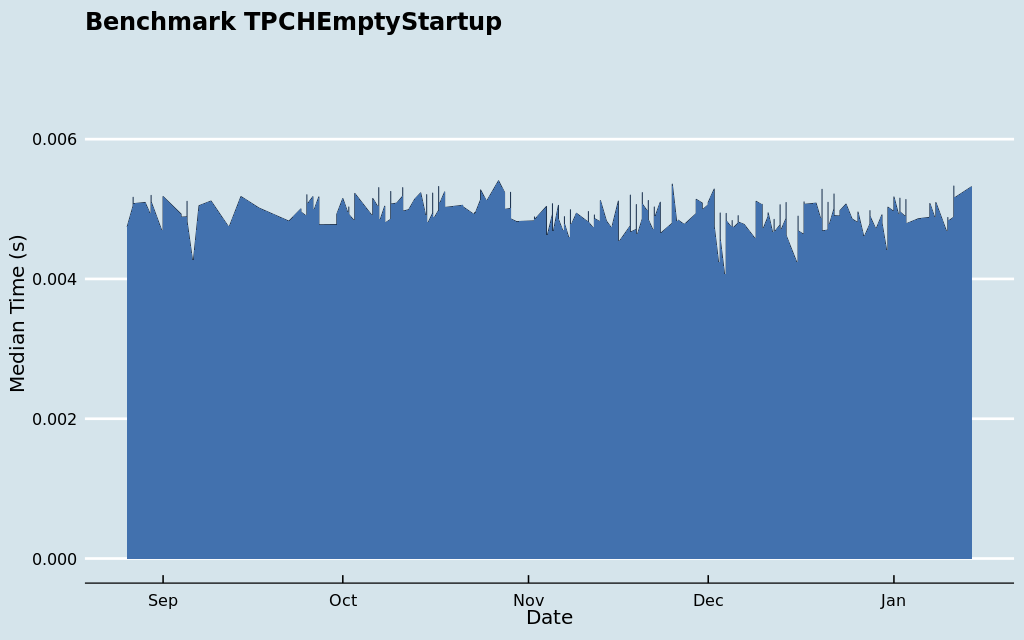 Benchmark TPCHEmptyStartup
Median Time (s)
0.006
0.004
0.002
0.000
Sep Oct Nov Dec Jan
Date